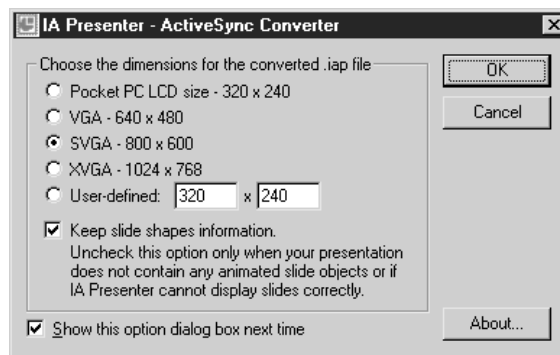 IA Presenter - ActiveSync Converter
Choose the dimensions for the converted .iap file
Pocket PC LCD size - 320 x 240
VGA - 640 x 480
SVGA - 800 x 600
XVGA - 1024 x 768
User-defined: 320 x 240
Keep slide shapes information.
Uncheck this option only when your presentation
does not contain any animated slide objects or if
IA Presenter cannot display slides correctly.
Show this option dialog box next time
OK
Cancel
About...